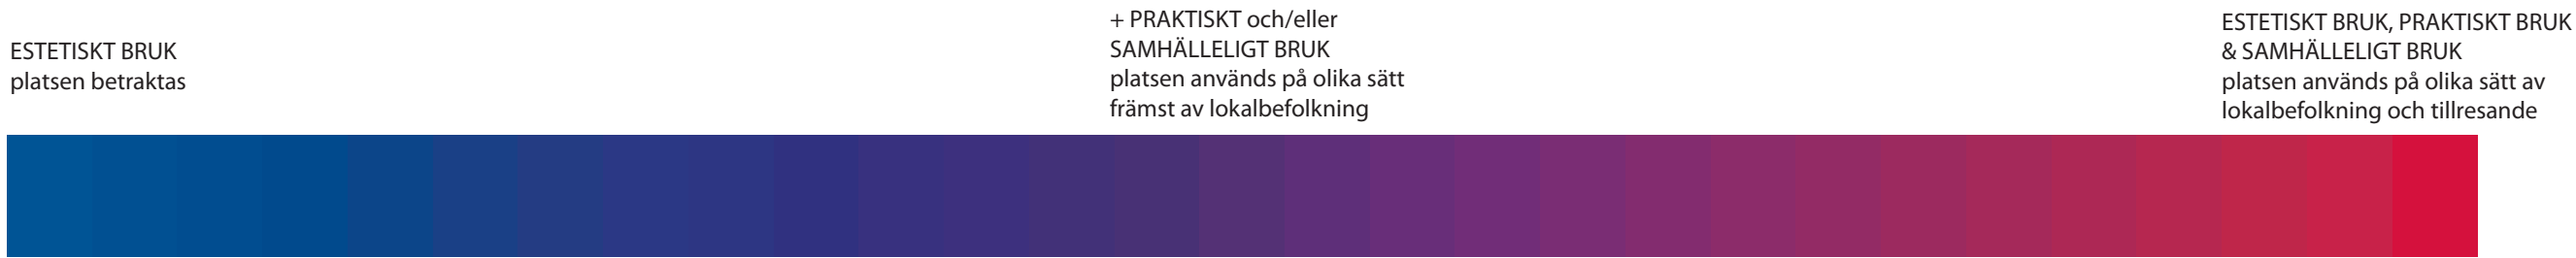 ESTETISKT BRUK
platsen betraktas
+ PRAKTISKT och/eller
SAMHÄLLELIGT BRUK
platsen används på olika sätt
främst av lokalbefolkning
ESTETISKT BRUK, PRAKTISKT BRUK
& SAMHÄLLELIGT BRUK
platsen används på olika sätt av
lokalbefolkning och tillresande